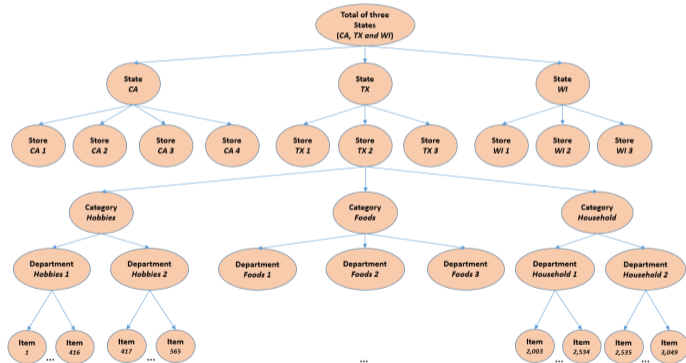 Total of three
States
(CA, TX and WI)
State
CA
State
TX
State
WI
Store
CA 1
Store
CA 2
Store
CA 3
Store
CA 4
Store
TX 1
Store
TX 2
Store
TX 3
Store
WI 1
Store
WI 2
Store
WI 3
Category
Hobbies
Category
Foods
Category
Household
Department
Hobbies 1
Department
Hobbies 2
Department
Foods 1
Department
Foods 2
Department
Foods 3
Department
Household 1
Department
Household 2
Item
1
...
Item
416
Item
417
...
Item
565
...
Item
2,003
...
Item
2,534
Item
2,535
...
Item
3,049